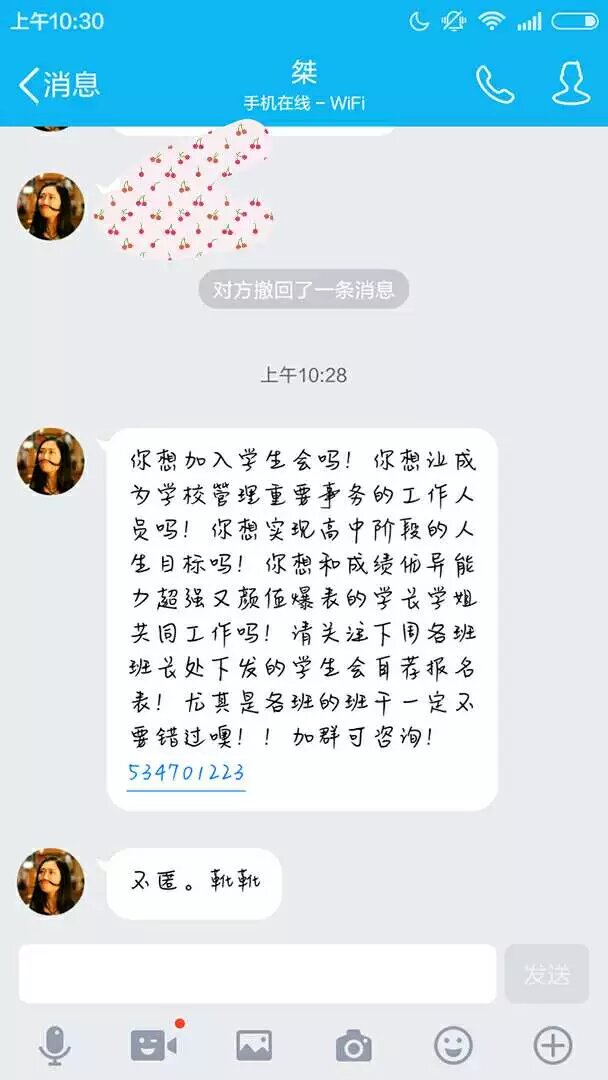 上午10:30
消息
桀
手机在线 - WiFi
对方撤回了一条消息
上午10:28
你想加入学生会吗！你想让成
为学校管理重要事务的工作人
员吗！你想实现高中阶段的人
生目标吗！你想和成绩优异能
力超强又颜值爆表的学长学姐
共同工作吗！请关注下周各班
班长处下发的学生会自荐报名
表！尤其是各班的班干一定不
要错过噢！！加群可咨询！
534701223
不匿。靴靴
发送